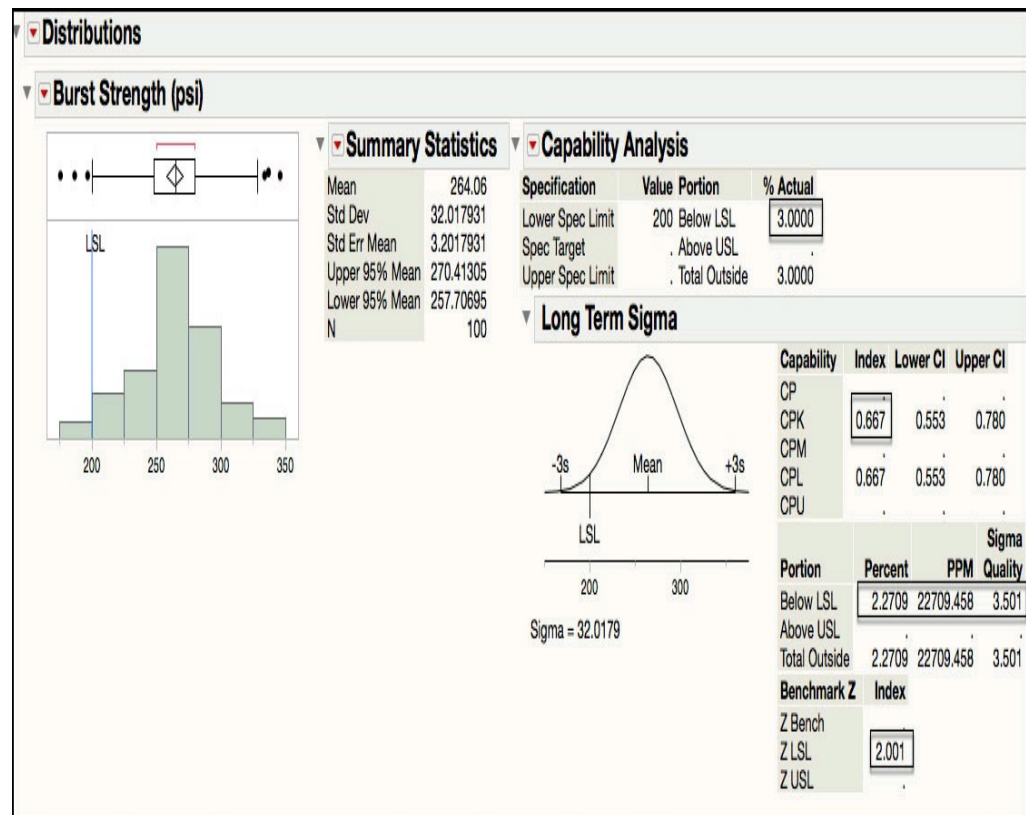 Distributions
Burst Strength (psi)
LSL
200 250 300 350
Summary Statistics
Mean 264.06
Std Dev 32.017931
Std Err Mean 3.2017931
Upper 95% Mean 270.41305
Lower 95% Mean 257.70695
N 100
Capability Analysis
Specification Value Portion % Actual
Lower Spec Limit 200 Below LSL 3.0000
Spec Target . Above USL .
Upper Spec Limit . Total Outside 3.0000
Long Term Sigma
-3s Mean +3s
LSL
200 300
Sigma = 32.0179
Capability Index Lower CI Upper CI
CP . . .
CPK 0.667 0.553 0.780
CPM . . .
CPL 0.667 0.553 0.780
CPU . . .
Sigma
Portion Percent PPM Quality
Below LSL 2.2709 22709.458 3.501
Above USL . . .
Total Outside 2.2709 22709.458 3.501
Benchmark Z Index
Z Bench .
Z LSL 2.001
Z USL .